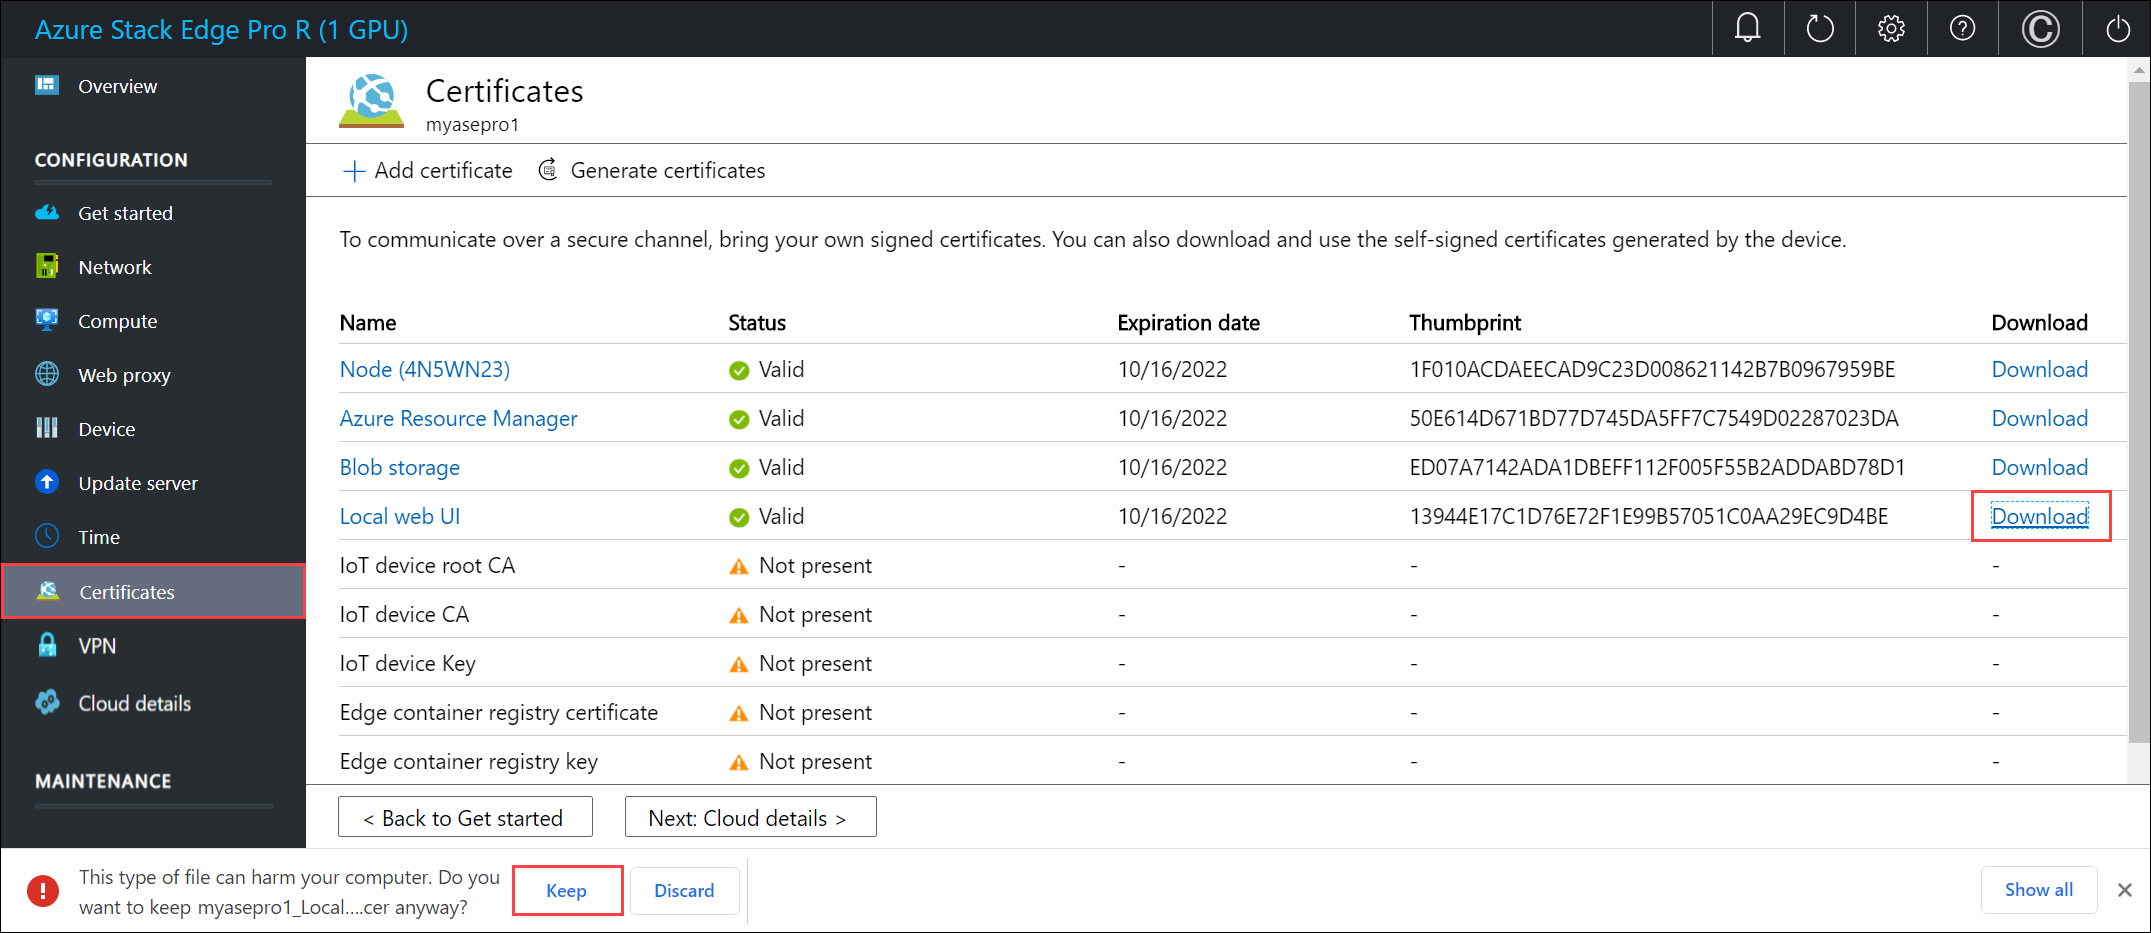 Azure Stack Edge Pro R (1 GPU)
Overview
CONFIGURATION
Get started
Network
Compute
Web proxy
Device
Update server
Time
Certificates
VPN
Cloud details
MAINTENANCE
Certificates
myasepro1
Add certificate Generate certificates
To communicate over a secure channel, bring your own signed certificates. You can also download and use the self-signed certificates generated by the device.
Name Status Expiration date Thumbprint Download
Node (4N5WN23) Valid 10/16/2022 1F010ACDAEECAD9C23D008621142B7B0967959BE Download
Azure Resource Manager Valid 10/16/2022 50E614D671BD77D745DA5FF7C7549D02287023DA Download
Blob storage Valid 10/16/2022 ED07A7142ADA1DBEFF112F005F55B2ADDABD78D1 Download
Local web UI Valid 10/16/2022 13944E17C1D76E72F1E99B57051C0AA29EC9D4BE Download
IoT device root CA Not present - - -
IoT device CA Not present - - -
IoT device Key Not present - - -
Edge container registry certificate Not present - - -
Edge container registry key Not present - - -
< Back to Get started Next: Cloud details >
This type of file can harm your computer. Do you
want to keep myasepro1_Local....cer anyway?
Keep Discard Show all